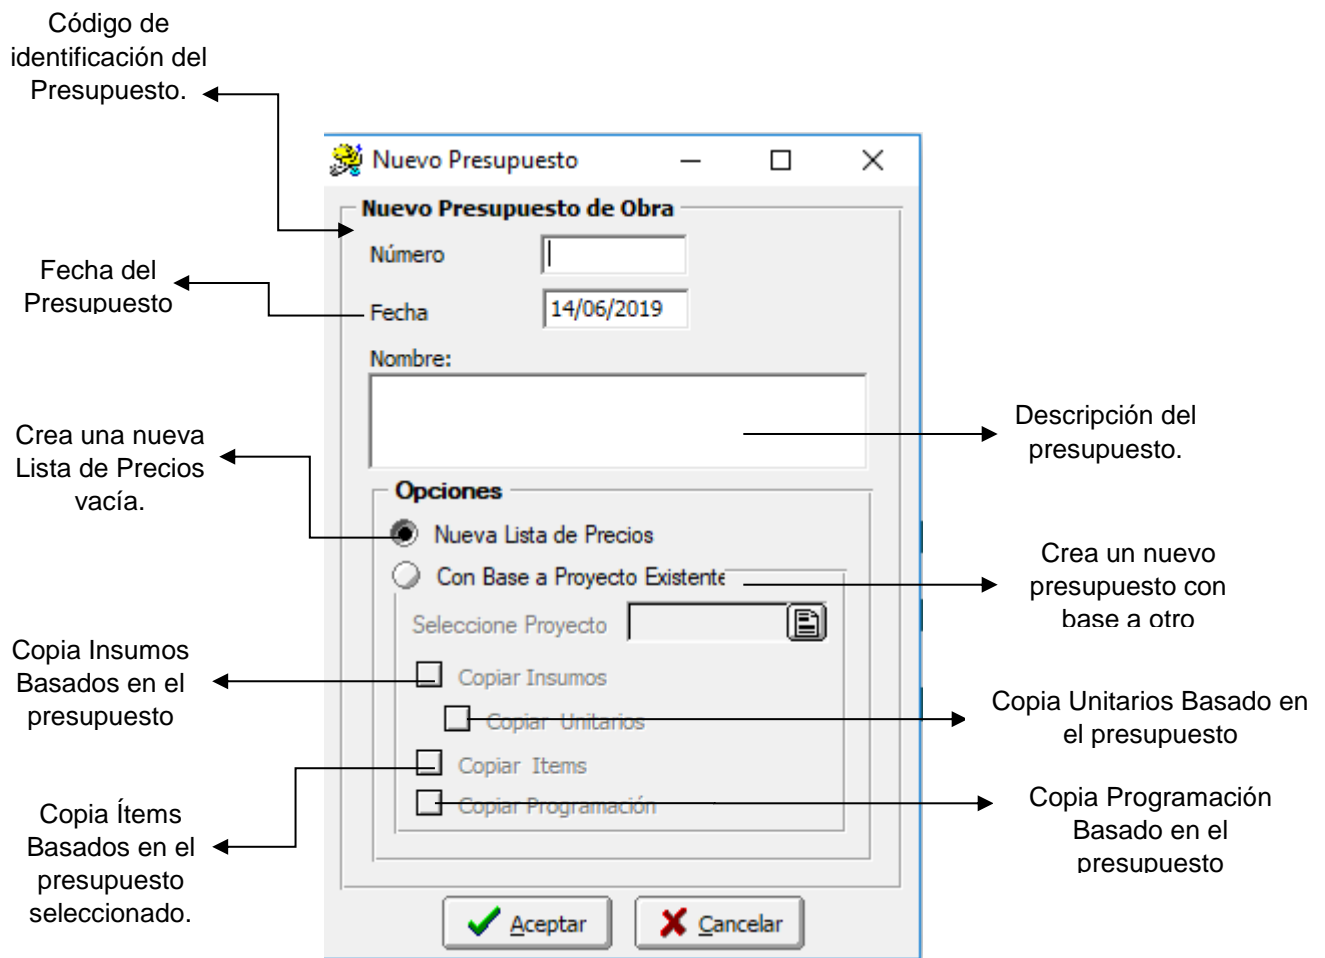 Código de
identificación del
Presupuesto.
Nuevo Presupuesto
Nuevo Presupuesto de Obra
Número
Fecha del
Presupuesto
Fecha
14/06/2019
Nombre:
Crea una nueva
Lista de Precios
vacía.
Descripción del
presupuesto.
Opciones
Nueva Lista de Precios
Con Base a Proyecto Existente
Crea un nuevo
presupuesto con
base a otro
Seleccione Proyecto
Copia Insumos
Basados en el
presupuesto
Copiar Insumos
Copiar Unitarios
Copia Unitarios Basado en
el presupuesto
Copiar Items
Copiar Programación
Copia Programación
Basado en el
presupuesto
Copia Ítems
Basados en el
presupuesto
seleccionado.
Aceptar
Cancelar